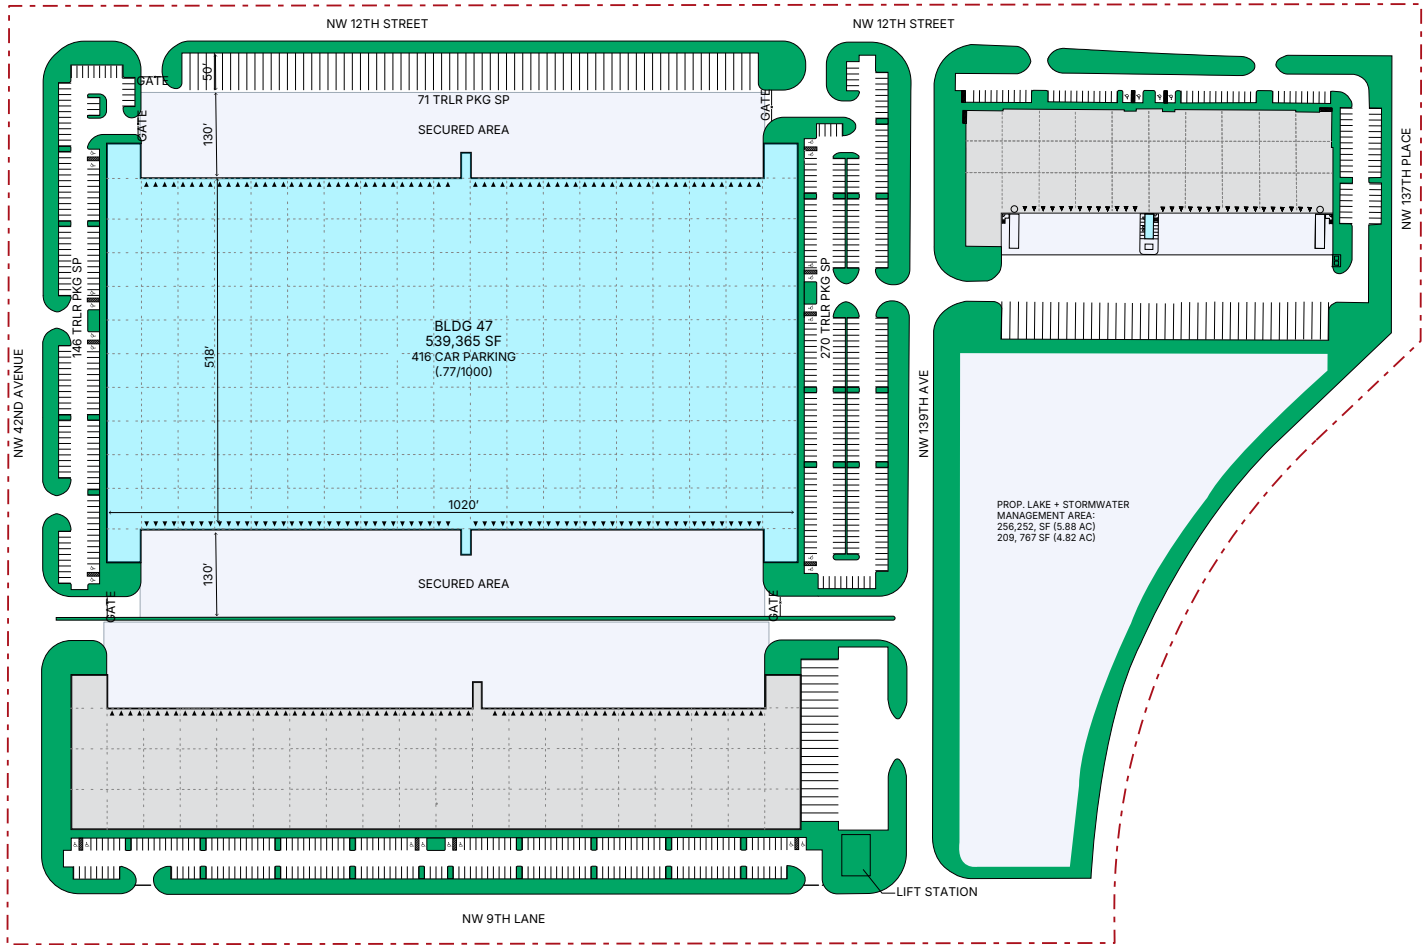 NW 12TH STREET
NW 12TH STREET
50'
GATE
71 TRLR PKG SP
GATE
GATE
130'
SECURED AREA
NW 137TH PLACE
146 TRLR PKG SP
270 TRLR PKG SP
BLDG 47
539,365 SF
416 CAR PARKING
(.77/1000)
518'
NW 42ND AVENUE
NW 139TH AVE
1020'
PROP. LAKE + STORMWATER
MANAGEMENT AREA:
256,252, SF (5.88 AC)
209, 767 SF (4.82 AC)
130'
SECURED AREA
GATE
GATE
LIFT STATION
NW 9TH LANE